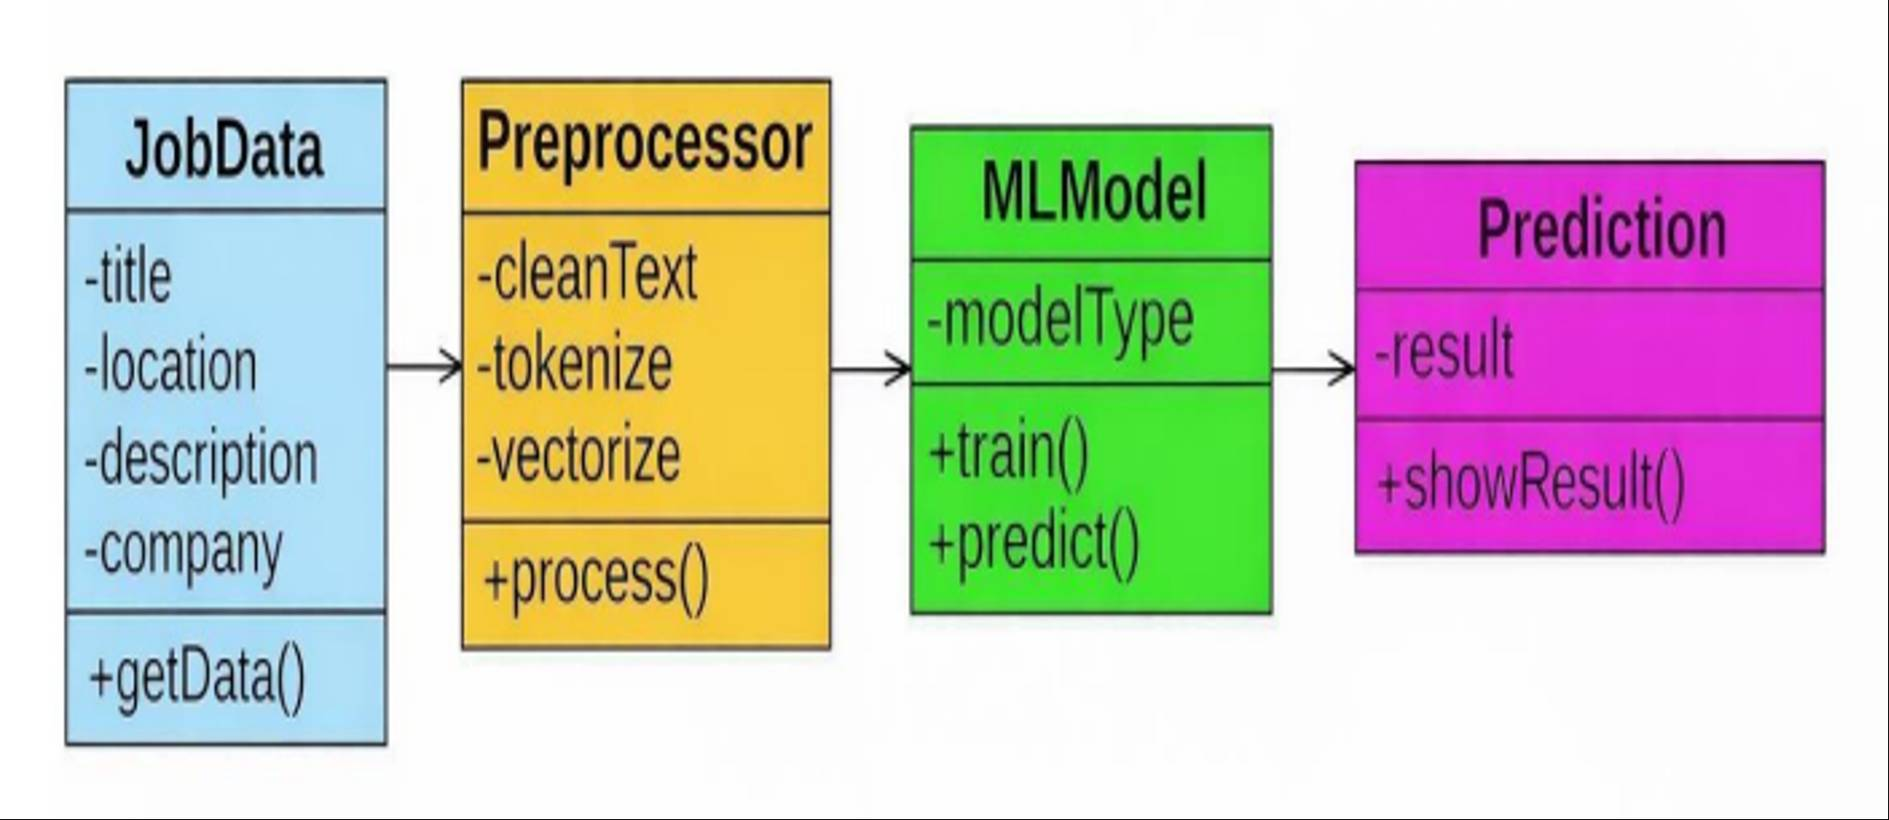 JobData
-title
-location
-description
-company
+getData()
Preprocessor
-cleanText
-tokenize
-vectorize
+process()
MLModel
-modelType
+train()
+predict()
Prediction
-result
+showResult()